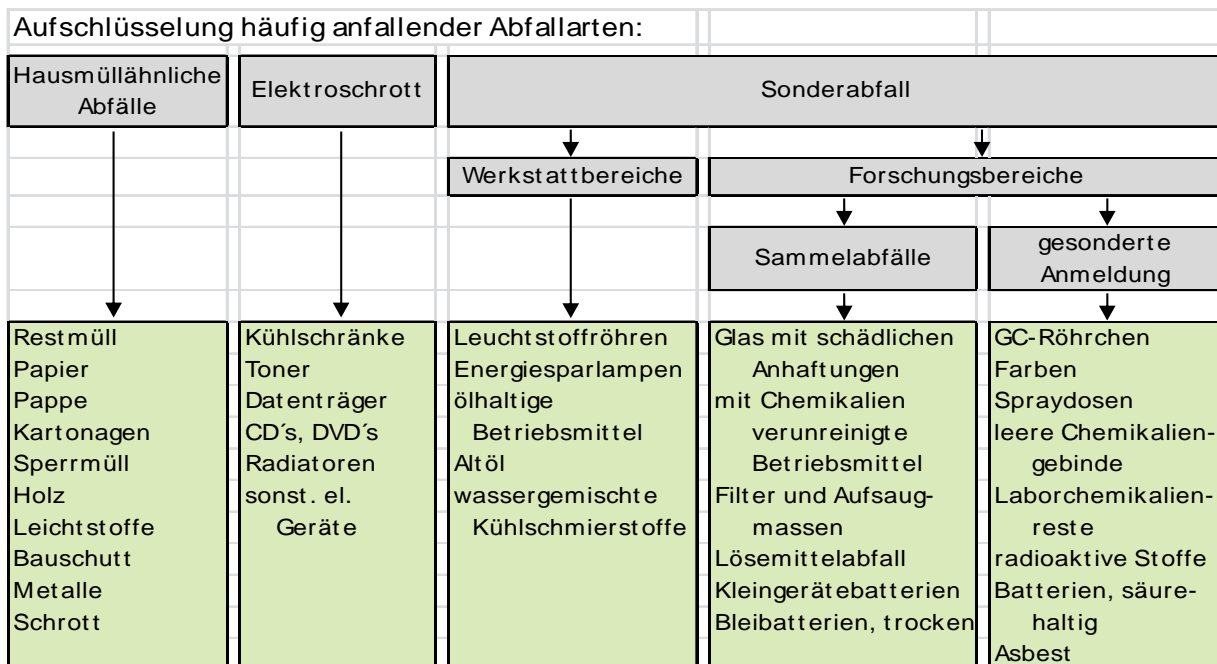 Aufschlüsselung häufig anfallender Abfallarten:
Hausmüllähnliche
Abfälle
Elektroschrott
Sonderabfall
Werkstattbereiche
Forschungsbereiche
Sammelabfälle
gesonderte
Anmeldung
Restmüll
Papier
Pappe
Kartonagen
Sperrmüll
Holz
Leichtstoffe
Bauschutt
Metalle
Schrott
Kühlschränke
Toner
Datenträger
CD´s, DVD´s
Radiatoren
sonst. el.
Geräte
Leuchtstoffröhren
Energiesparlampen
ölhaltige
Betriebsmittel
Altöl
wassergemischte
Kühlschmierstoffe
Glas mit schädlichen
Anhaftungen
mit Chemikalien
verunreinigte
Betriebsmittel
Filter und Aufsaug-
massen
Lösemittelabfall
Kleingerätebatterien
Bleibatterien, trocken
GC-Röhrchen
Farben
Spraydosen
leere Chemikalien-
gebinde
Laborchemikalien-
reste
radioaktive Stoffe
Batterien, säure-
haltig
Asbest